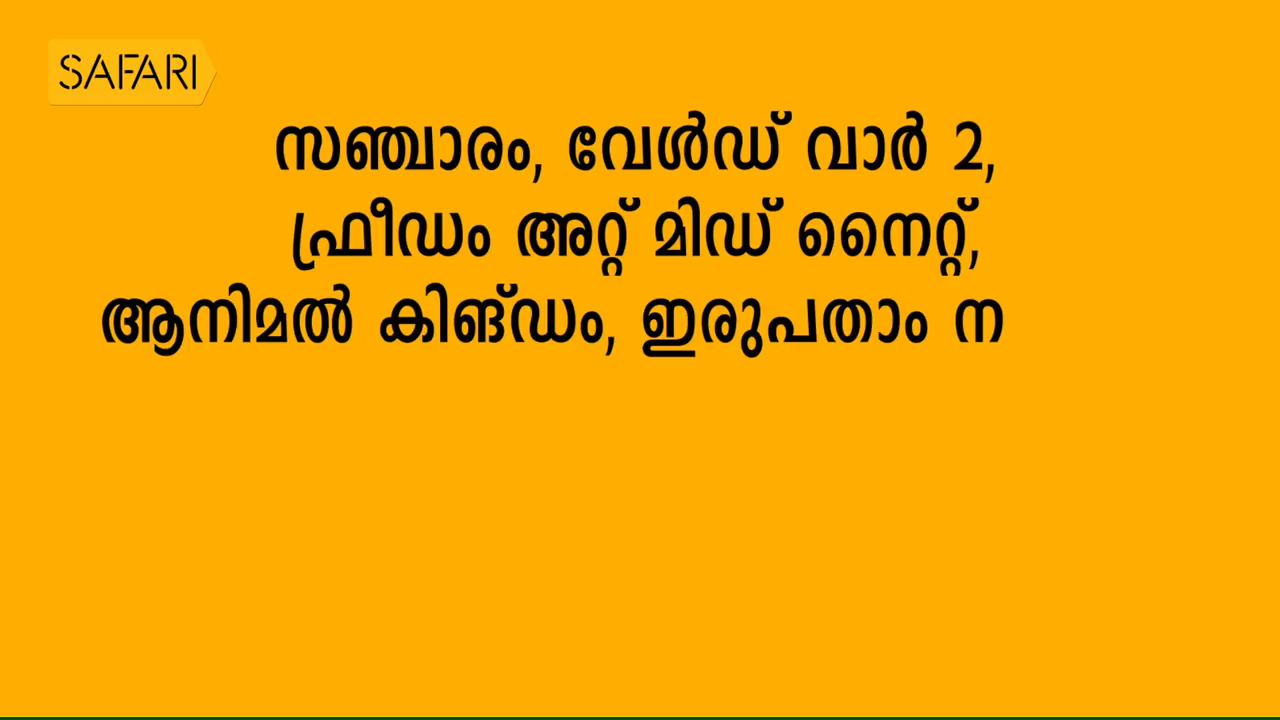 SAFARI
സഞ്ചാരം, വേൾഡ് വാർ 2,
ഫ്രീഡം അറ്റ് മിഡ് നൈറ്റ്,
ആനിമൽ കിങ്ഡം, ഇരുപതാം ന